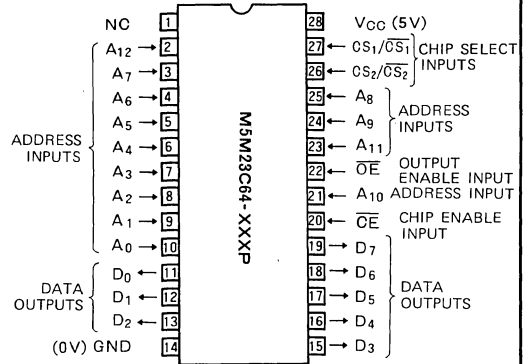 NC 1
A12 2
A7 3
A6 4
A5 5
A4 6
A3 7
A2 8
A1 9
A0 10
D0 11
D1 12
D2 13
(0V) GND 14
ADDRESS
INPUTS
DATA
OUTPUTS
M5M23C64-XXXP
28 VCC (5V)
27 CS1/CS1
26 CS2/CS2
CHIP SELECT
INPUTS
25 A8
24 A9
23 A11
ADDRESS
INPUTS
22 OE OUTPUT
ENABLE INPUT
21 A10 ADDRESS INPUT
20 CE CHIP ENABLE
INPUT
19 D7
18 D6
17 D5
16 D4
15 D3
DATA
OUTPUTS